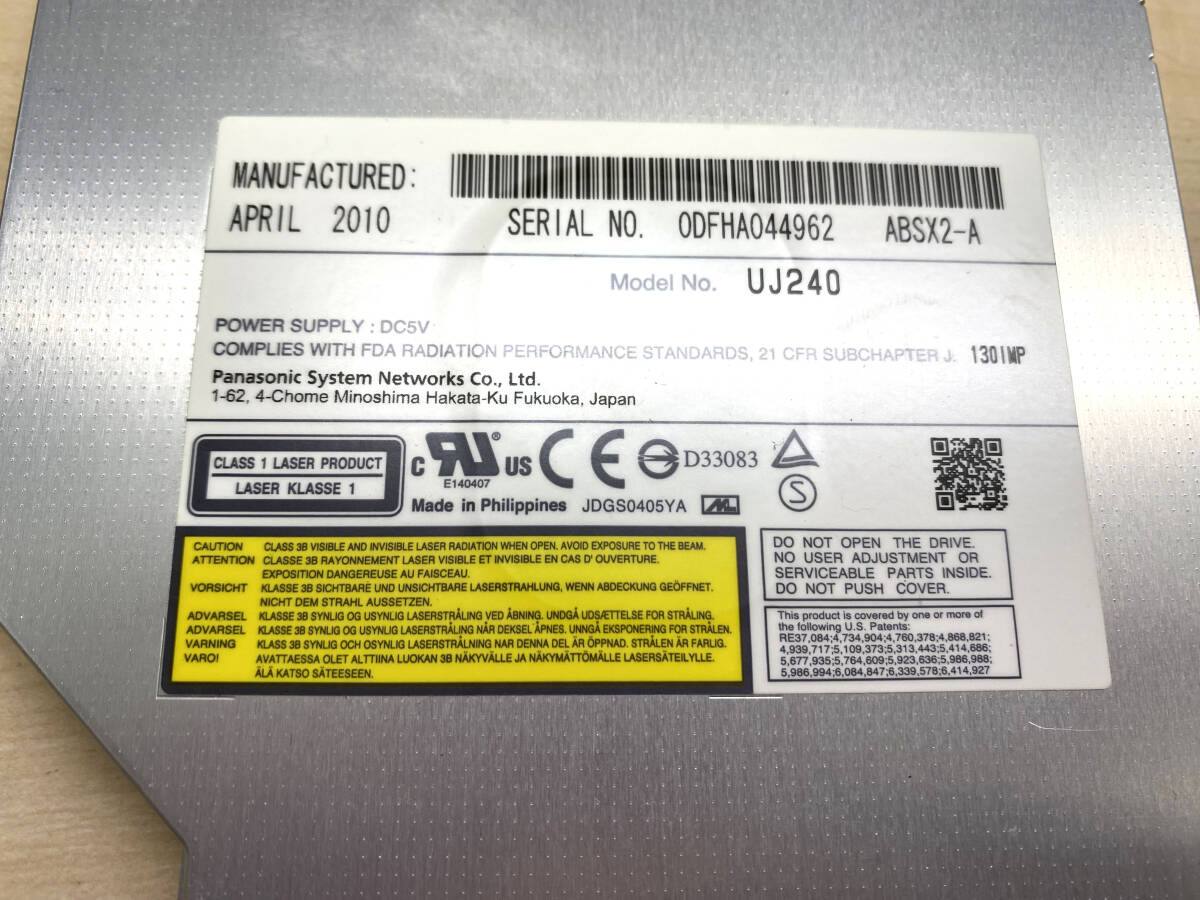 MANUFACTURED:
APRIL 2010 SERIAL NO. 0DFHA044962 ABSX2-A
Model No. UJ240
POWER SUPPLY : DC5V
COMPLIES WITH FDA RADIATION PERFORMANCE STANDARDS, 21 CFR SUBCHAPTER J. 1301MP
Panasonic System Networks Co., Ltd.
1-62, 4-Chome Minoshima Hakata-Ku Fukuoka, Japan
CLASS 1 LASER PRODUCT
LASER KLASSE 1
c RU® US CE D33083
E140407
S
Made in Philippines JDGS0405YA
CAUTION CLASS 3B VISIBLE AND INVISIBLE LASER RADIATION WHEN OPEN. AVOID EXPOSURE TO THE BEAM.
ATTENTION CLASSE 3B RAYONNEMENT LASER VISIBLE ET INVISIBLE EN CAS D' OUVERTURE.
EXPOSITION DANGEREUSE AU FAISCEAU.
VORSICHT KLASSE 3B SICHTBARE UND UNSICHTBARE LASERSTRAHLUNG, WENN ABDECKUNG GEÖFFNET.
NICHT DEM STRAHL AUSSETZEN.
ADVARSEL KLASSE 3B SYNLIG OG USYNLIG LASERSTRÅLING VED ÅBNING. UNDGÅ UDSÆTTELSE FOR STRÅLING.
ADVARSEL KLASSE 3B SYNLIG OG USYNLIG LASERSTRÅLING NÅR DEKSEL ÅPNES. UNNGÅ EKSPONERING FOR STRÅLEN.
VARNING KLASS 3B SYNLIG OCH OSYNLIG LASERSTRÅLNING NÄR DENNA DEL ÄR ÖPPNAD. STRÅLEN ÄR FARLIG.
VARO! AVATTAESSA OLET ALTTIINA LUOKAN 3B NÄKYVÄLLE JA NÄKYMÄTTÖMÄLLE LASERSÄTEILYLLE.
ÄLÄ KATSO SÄTEESEEN.
DO NOT OPEN THE DRIVE.
NO USER ADJUSTMENT OR
SERVICEABLE PARTS INSIDE.
DO NOT PUSH COVER.
This product is covered by one or more of
the following U.S. Patents:
RE37,084;4,734,904;4,760,378;4,868,821;
4,939,717;5,109,373;5,313,443;5,414,686;
5,677,935;5,764,609;5,923,636;5,986,988;
5,986,994;6,084,847;6,339,578;6,414,927